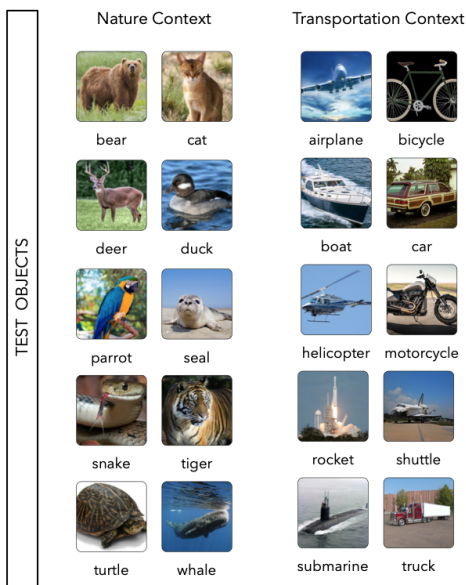 Nature Context Transportation Context
TEST OBJECTS
bear cat airplane bicycle
deer duck boat car
parrot seal helicopter motorcycle
snake tiger rocket shuttle
turtle whale submarine truck